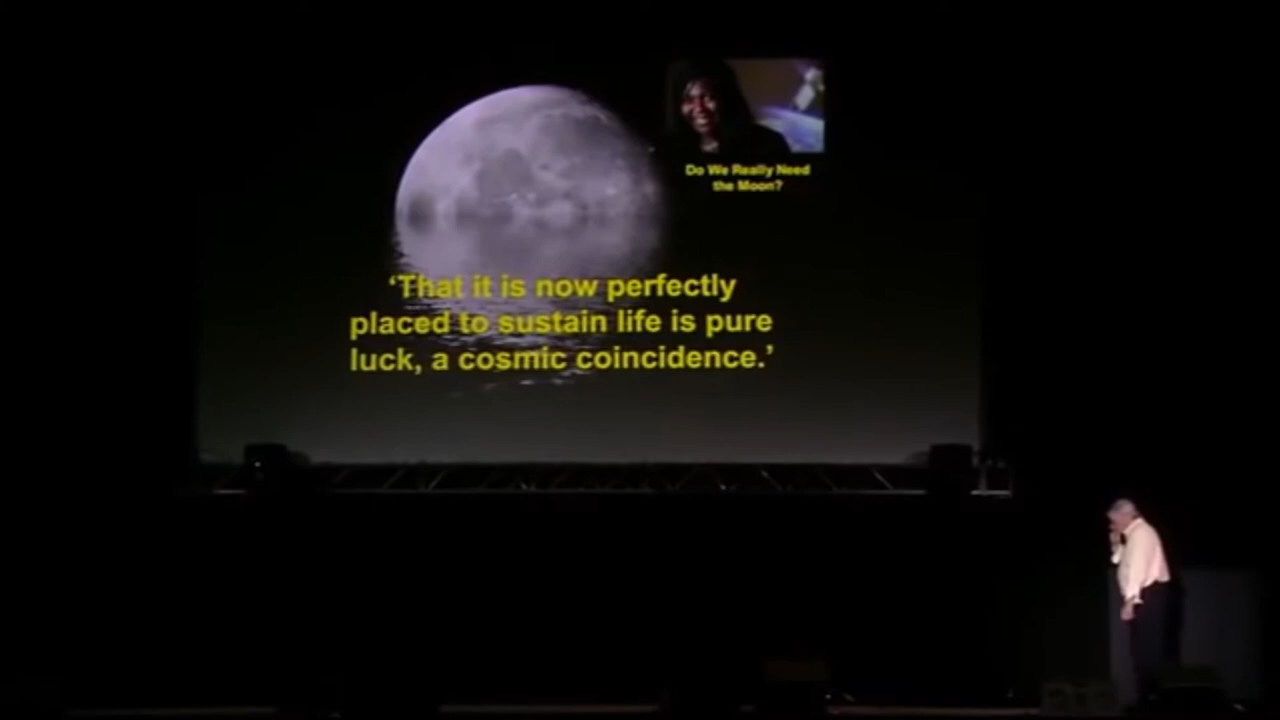 Do We Really Need
the Moon?
‘That it is now perfectly
placed to sustain life is pure
luck, a cosmic coincidence.’